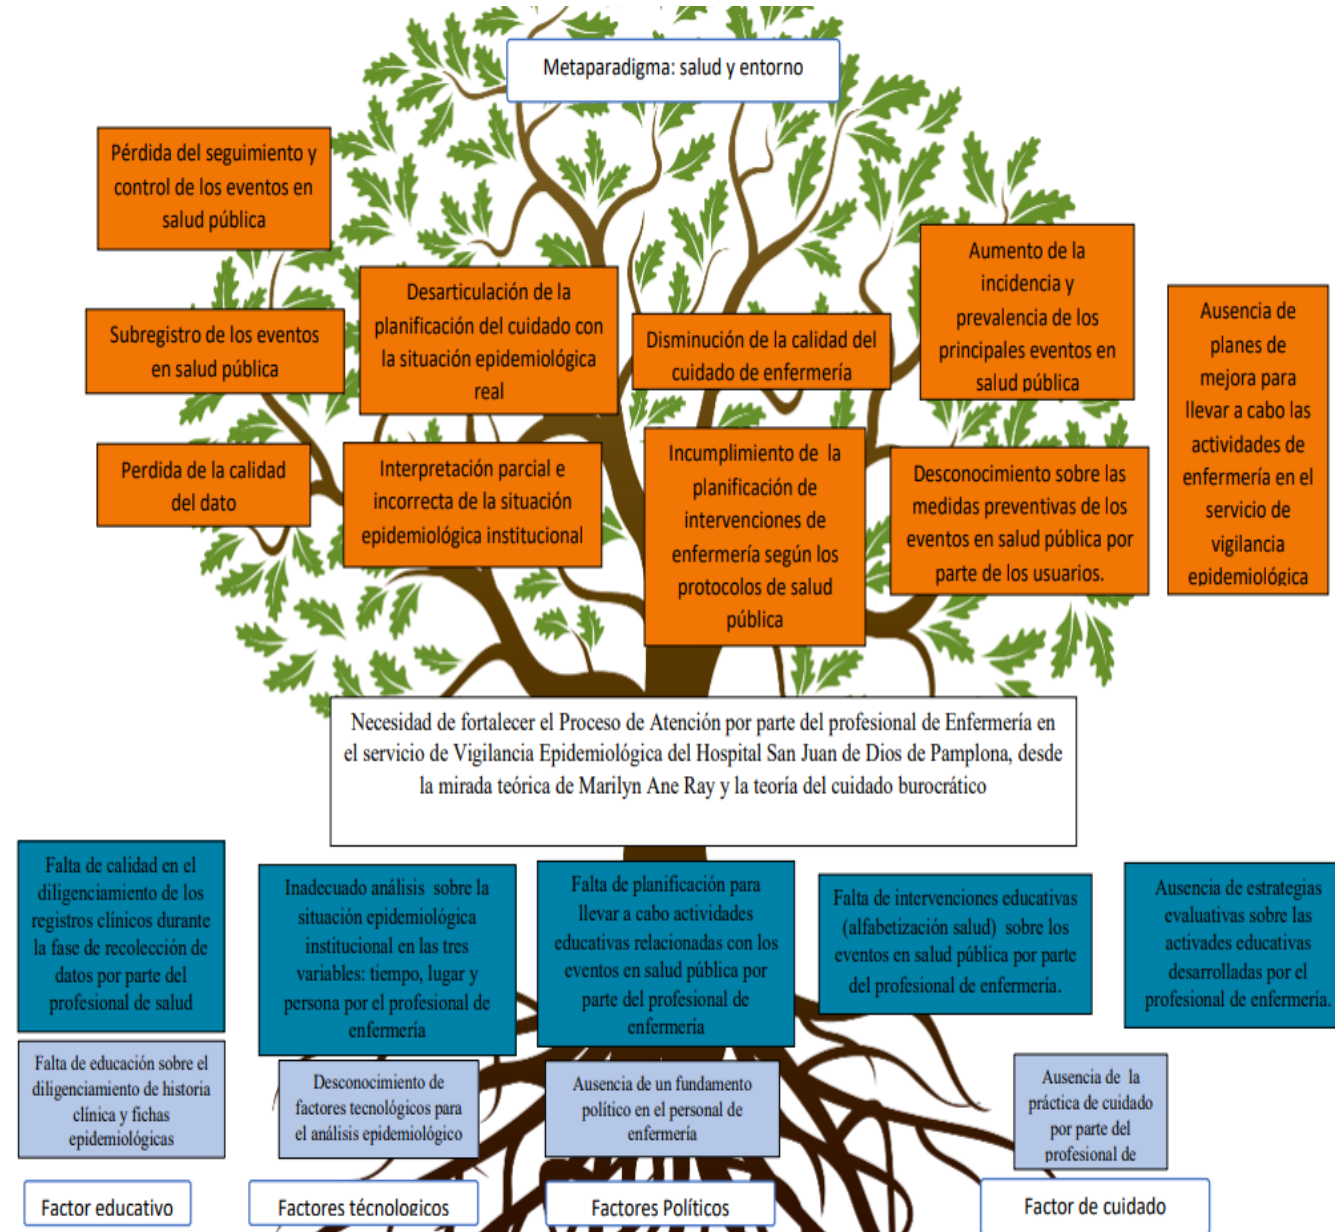 Metaparadigma: salud y entorno
Pérdida del seguimiento y
control de los eventos en
salud pública
Subregistro de los eventos
en salud pública
Perdida de la calidad
del dato
Desarticulación de la
planificación del cuidado con
la situación epidemiológica
real
Interpretación parcial e
incorrecta de la situación
epidemiológica institucional
Disminución de la calidad del
cuidado de enfermería
Incumplimiento de la
planificación de
intervenciones de
enfermería según los
protocolos de salud
pública
Aumento de la
incidencia y
prevalencia de los
principales eventos en
salud pública
Desconocimiento sobre las
medidas preventivas de los
eventos en salud pública por
parte de los usuarios.
Ausencia de
planes de
mejora para
llevar a cabo las
actividades de
enfermería en el
servicio de
vigilancia
epidemiológica
Necesidad de fortalecer el Proceso de Atención por parte del profesional de Enfermería en
el servicio de Vigilancia Epidemiológica del Hospital San Juan de Dios de Pamplona, desde
la mirada teórica de Marilyn Ane Ray y la teoría del cuidado burocrático
Falta de calidad en el
diligenciamiento de los
registros clínicos durante
la fase de recolección de
datos por parte del
profesional de salud
Inadecuado análisis sobre la
situación epidemiológica
institucional en las tres
variables: tiempo, lugar y
persona por el profesional de
enfermería
Falta de planificación para
llevar a cabo actividades
educativas relacionadas con los
eventos en salud pública por
parte del profesional de
enfermería
Falta de intervenciones educativas
(alfabetización salud) sobre los
eventos en salud pública por parte
del profesional de enfermería.
Ausencia de estrategias
evaluativas sobre las
activades educativas
desarrolladas por el
profesional de enfermería.
Falta de educación sobre el
diligenciamiento de historia
clínica y fichas
epidemiológicas
Desconocimiento de
factores tecnológicos para
el análisis epidemiológico
Ausencia de un fundamento
político en el personal de
enfermería
Ausencia de la
práctica de cuidado
por parte del
profesional de
Factor educativo
Factores técnologicos
Factores Políticos
Factor de cuidado